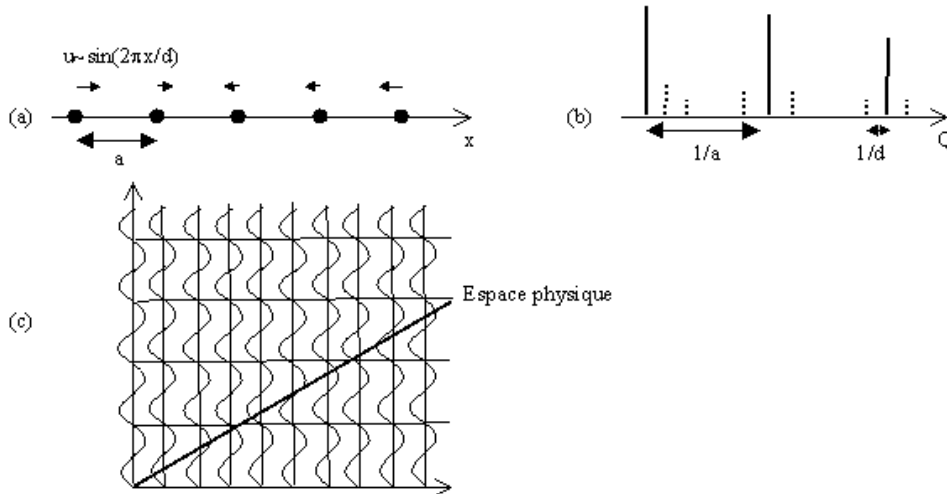 u~ sin(2πx/d)
(a)
x
a
(b)
1/a
1/d
Q
(c)
Espace physique